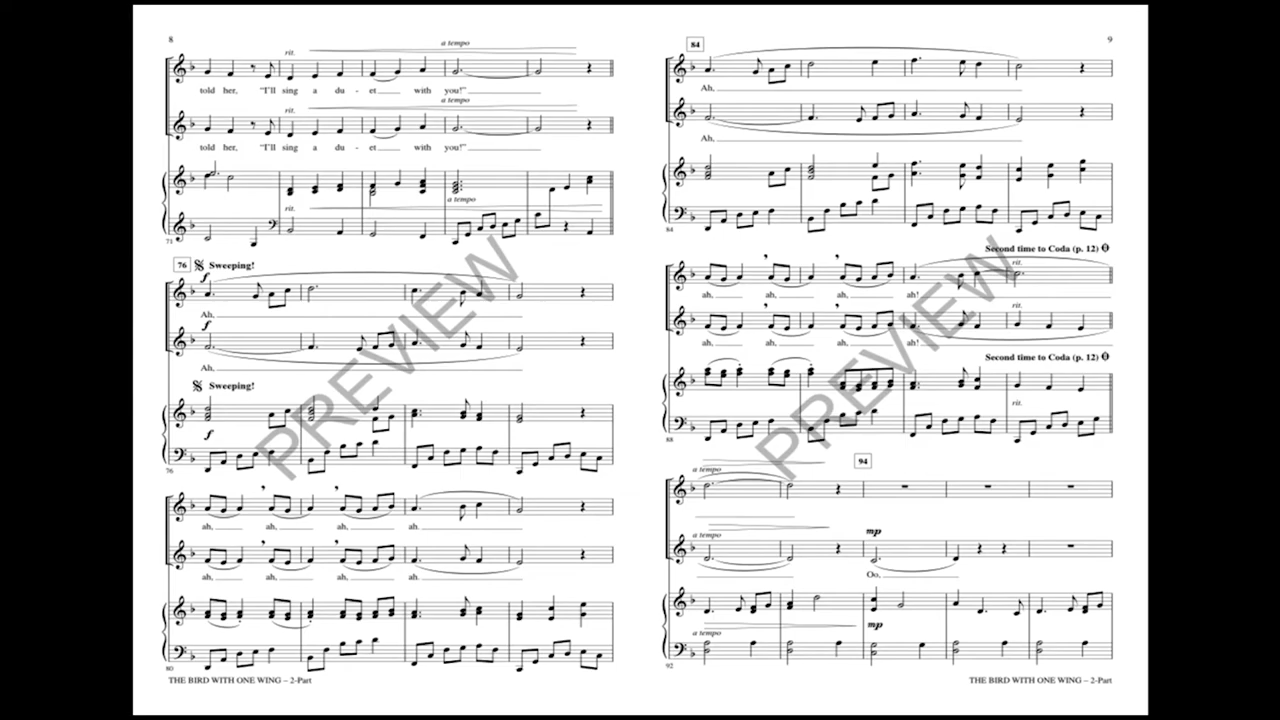 8
rit.
a tempo
told her, “I’ll sing a du - et with you!”
a tempo
rit.
told her, “I’ll sing a du - et with you!”
a tempo
rit.
71
76 Sweeping!
f
Ah,
f
Ah,
Sweeping!
f
76
ah, ah, ah, ah.
ah, ah, ah, ah.
80
THE BIRD WITH ONE WING – 2-Part
PREVIEW
9
84
Ah,
Ah,
84
Second time to Coda (p. 12)
rit.
ah, ah, ah, ah!
rit.
ah, ah, ah, ah!
Second time to Coda (p. 12)
rit.
88
94
a tempo
mp
a tempo
Oo,
mp
a tempo
92
THE BIRD WITH ONE WING – 2-Part
PREVIEW